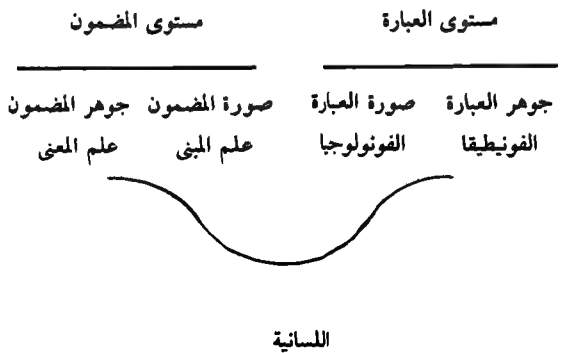 مستوى العبارة مستوى المضمون
جوهر العبارة صورة العبارة صورة المضمون جوهر المضمون
الفونيطيقا الفونولوجيا علم المبنى علم المعنى
اللسانية